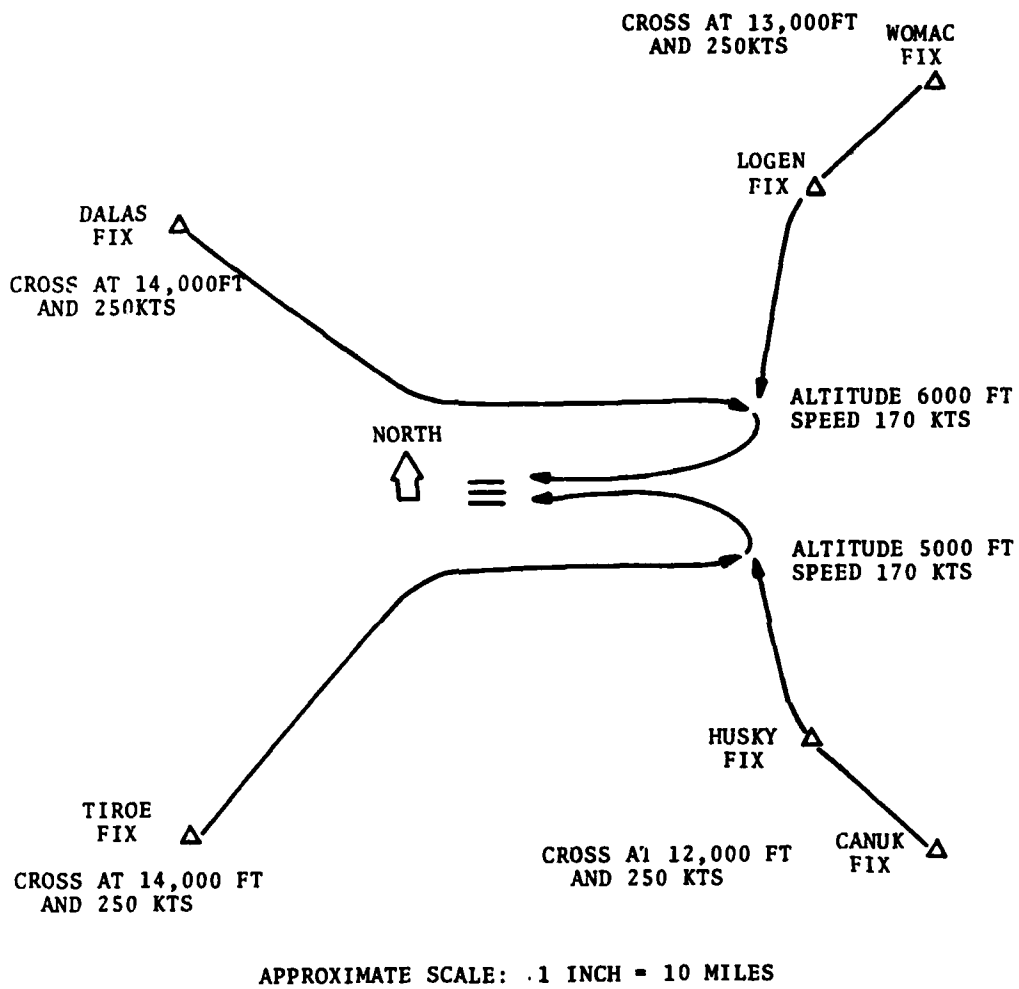 CROSS AT 13,000FT
AND 250KTS
WOMAC
FIX
LOGEN
FIX
DALAS
FIX
CROSS AT 14,000FT
AND 250KTS
ALTITUDE 6000 FT
SPEED 170 KTS
NORTH
ALTITUDE 5000 FT
SPEED 170 KTS
HUSKY
FIX
TIROE
FIX
CROSS AT 14,000 FT
AND 250 KTS
CROSS AT 12,000 FT
AND 250 KTS
CANUK
FIX
APPROXIMATE SCALE: .1 INCH = 10 MILES